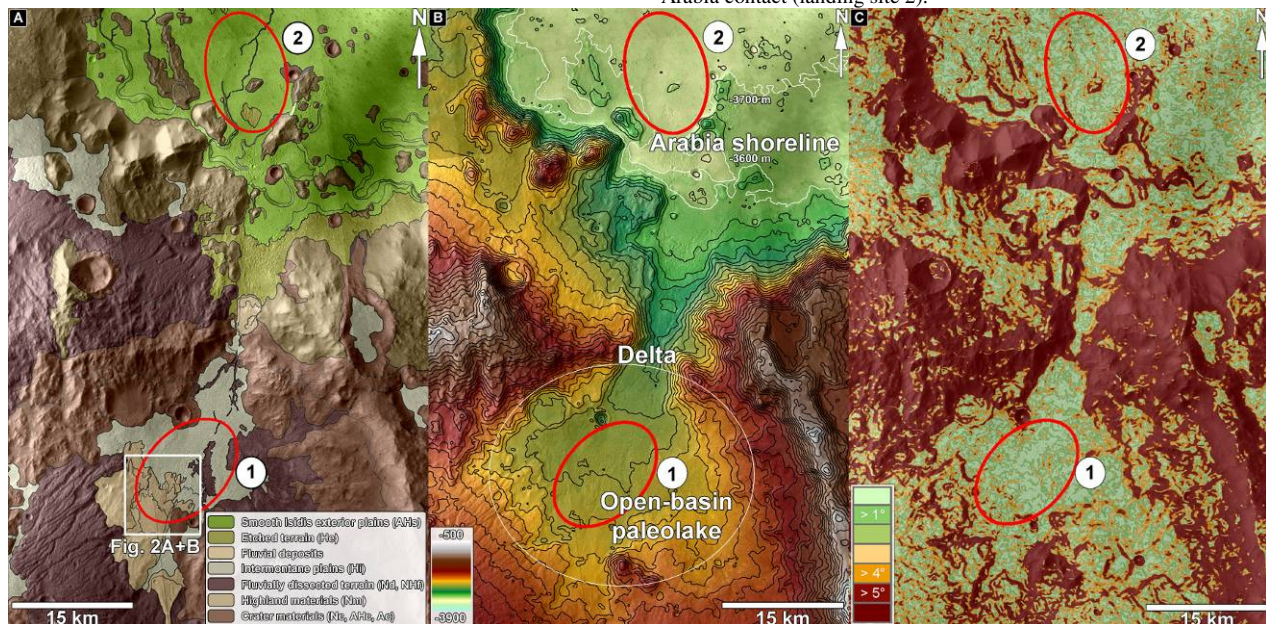 Arabia contact (landing site 2).
A
2
N
1
Fig. 2A+B
Smooth Isidis exterior plains (AHs)
Etched terrain (He)
Fluvial deposits
Intermontane plains (Hi)
Fluvially dissected terrain (Nd, NHf)
Highland materials (Nm)
Crater materials (Nc, AHc, Ac)
15 km
B
2
N
-3700 m
Arabia shoreline
-3600 m
Delta
1
Open-basin
paleolake
-500
-3900
15 km
C
2
N
1
> 1°
> 4°
> 5°
15 km